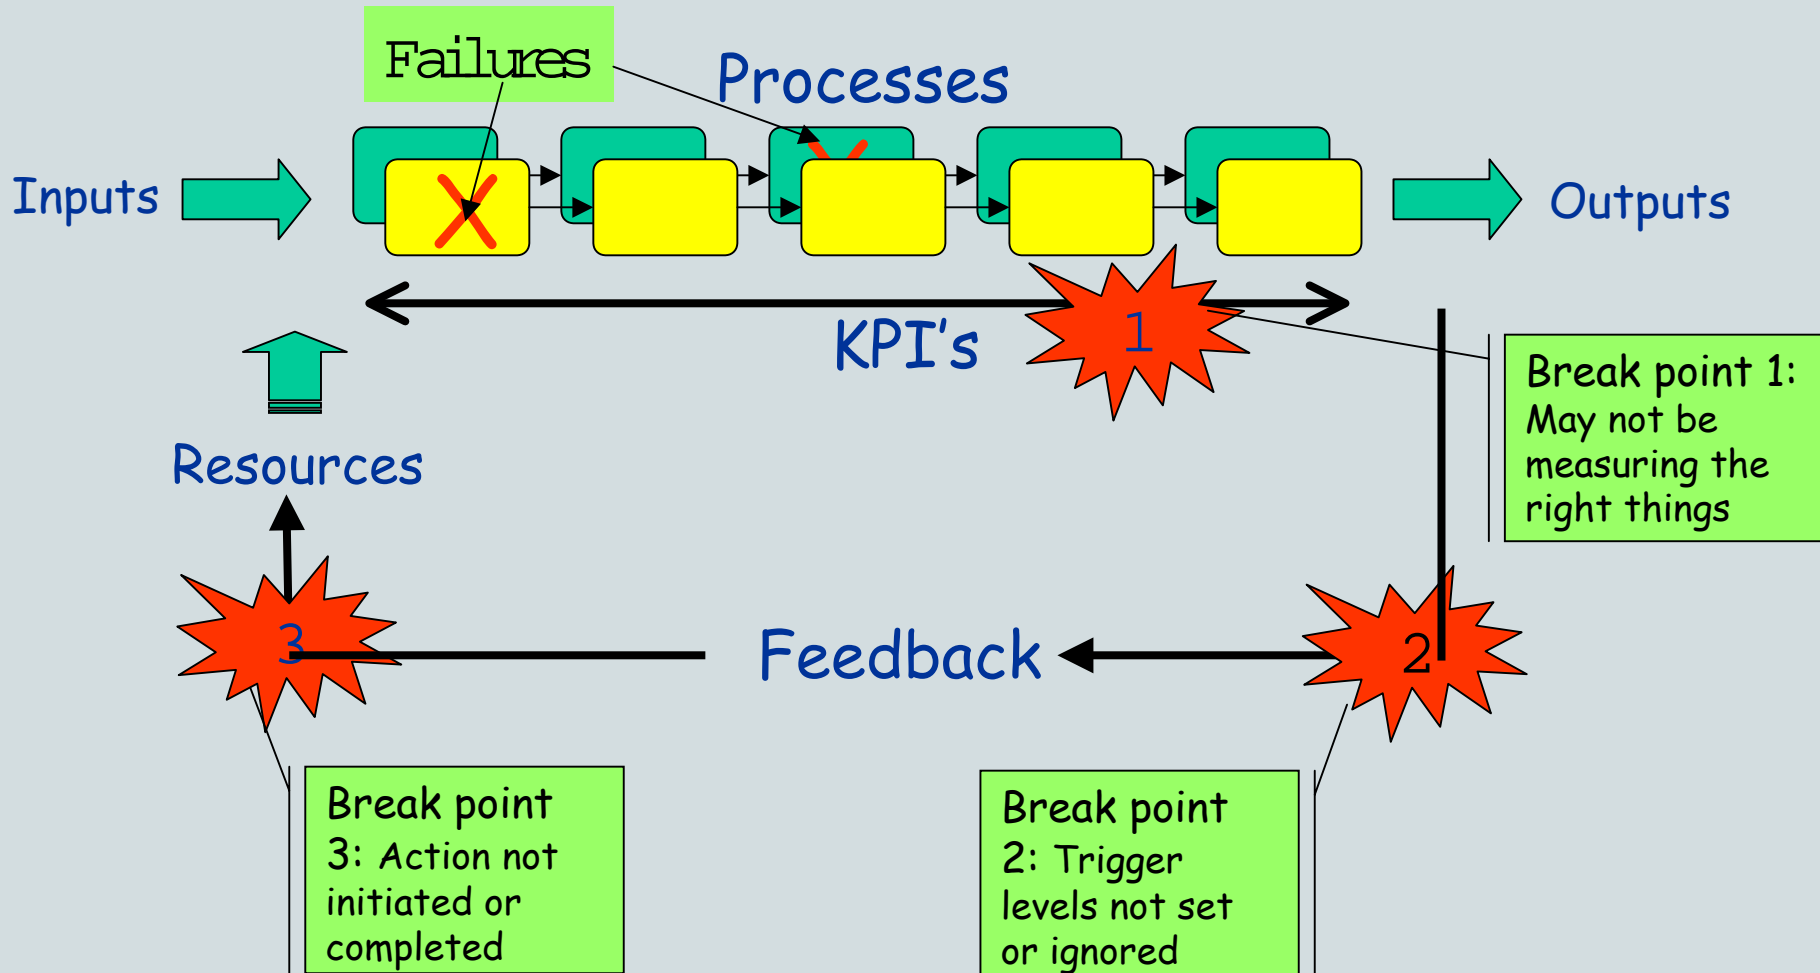 Failures
Processes
Inputs
Outputs
KPI's
1
Break point 1:
May not be
measuring the
right things
Resources
3
Feedback
2
Break point
3: Action not
initiated or
completed
Break point
2: Trigger
levels not set
or ignored